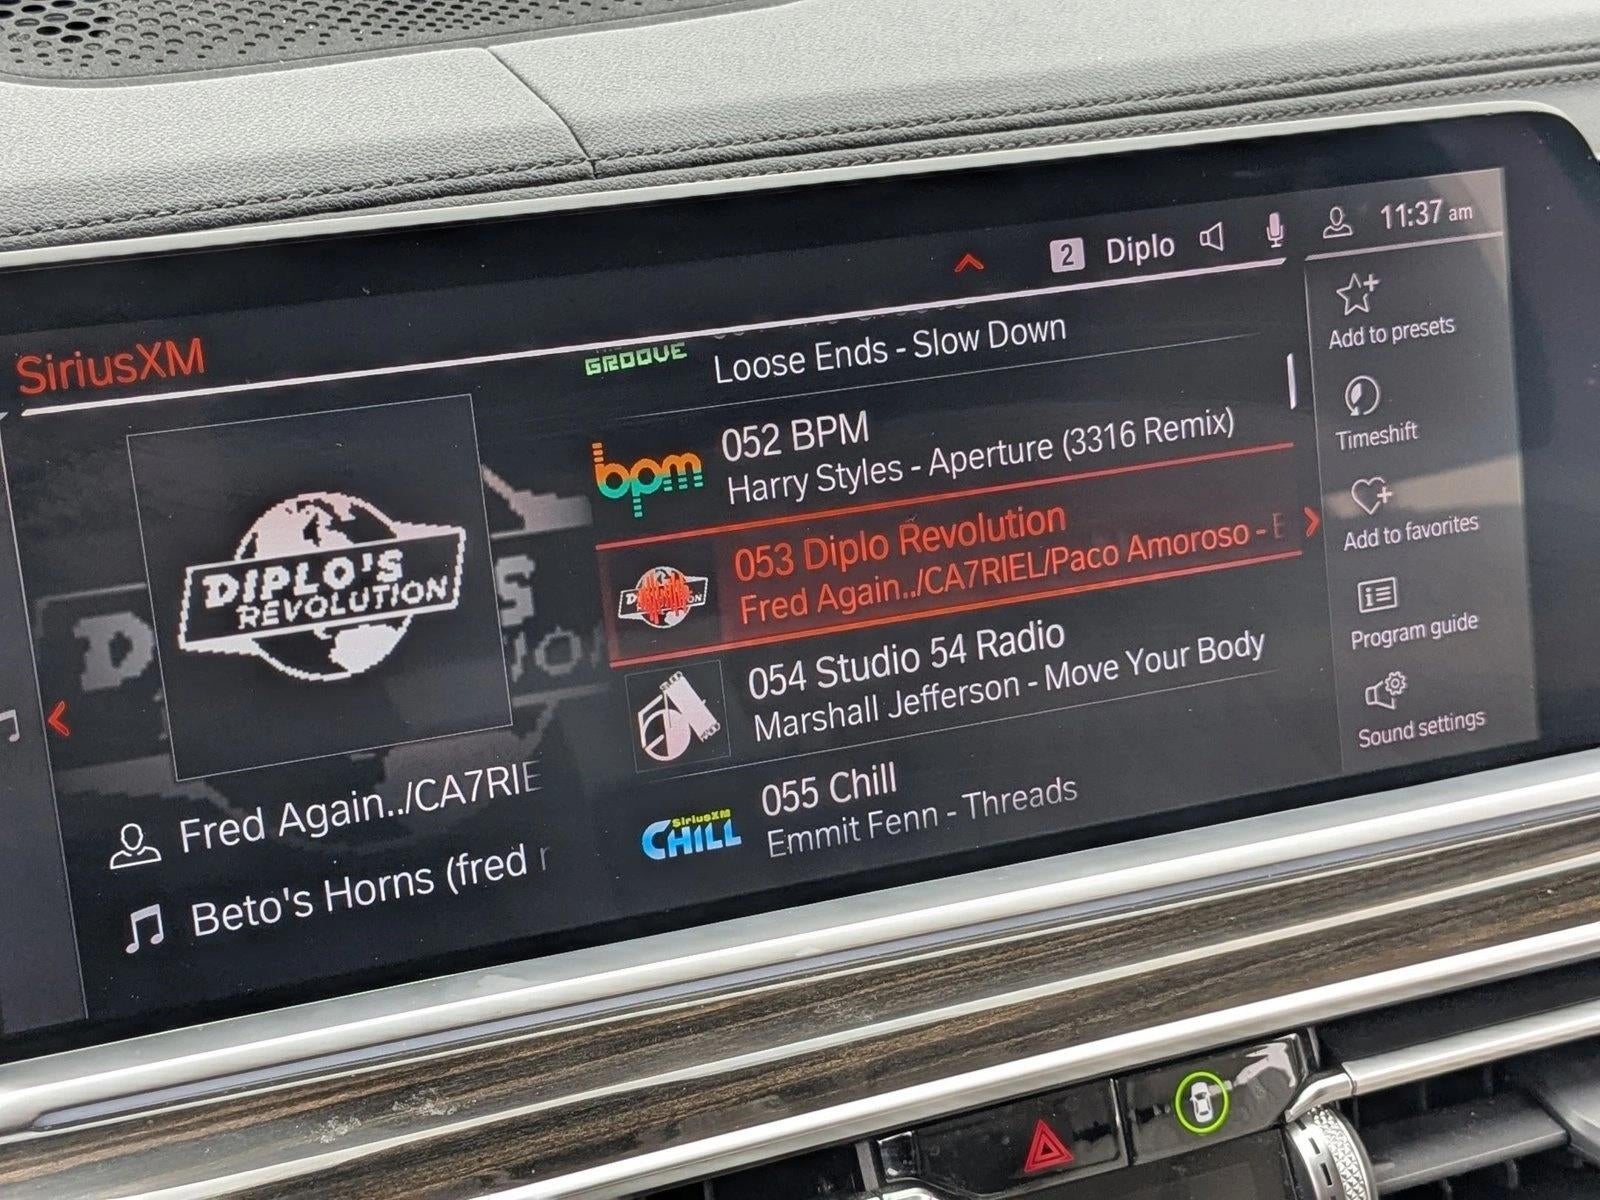 2 Diplo 11:37 am
SiriusXM
GROOVE
Loose Ends - Slow Down
bpm
052 BPM
Harry Styles - Aperture (3316 Remix)
053 Diplo Revolution
Fred Again../CA7RIEL/Paco Amoroso - E
054 Studio 54 Radio
Marshall Jefferson - Move Your Body
SiriusXM
CHILL
055 Chill
Emmit Fenn - Threads
DIPLO'S
REVOLUTION
Fred Again../CA7RIE
Beto's Horns (fred r
Add to presets
Timeshift
Add to favorites
Program guide
Sound settings